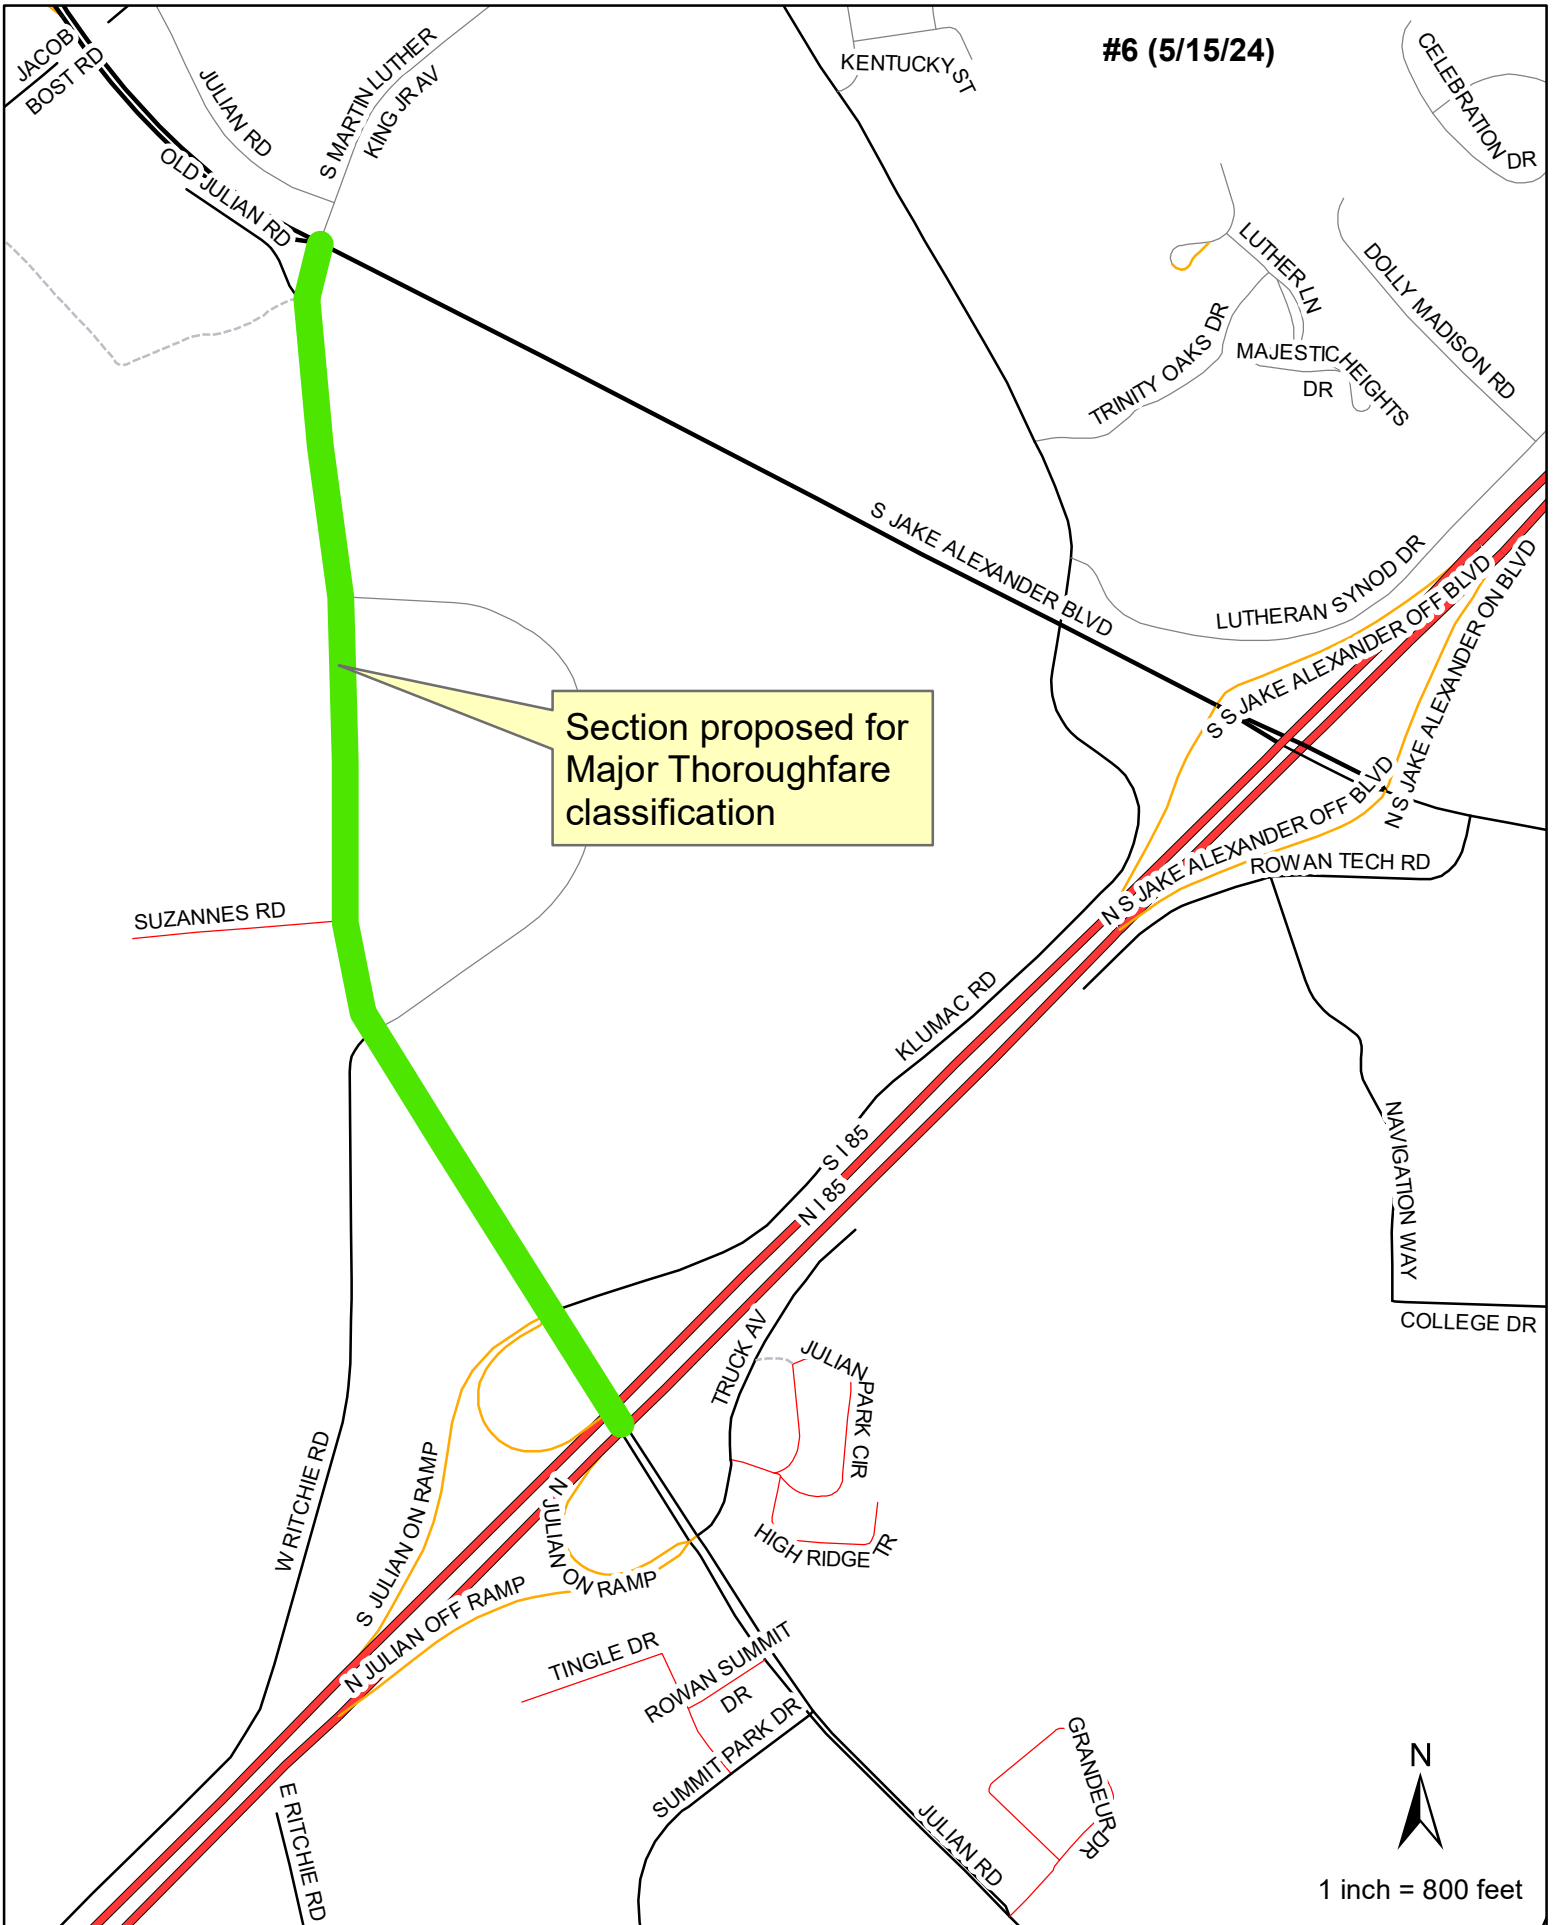 #6 (5/15/24)
JACOB
BOST RD
JULIAN RD
S MARTIN LUTHER
KING JR AV
OLD JULIAN RD
KENTUCKY ST
CELEBRATION DR
LUTHER LN
DOLLY MADISON RD
TRINITY OAKS DR
MAJESTIC HEIGHTS
DR
S JAKE ALEXANDER BLVD
LUTHERAN SYNOD DR
S S JAKE ALEXANDER OFF BLVD
N S JAKE ALEXANDER ON BLVD
N S JAKE ALEXANDER OFF BLVD
ROWAN TECH RD
Section proposed for
Major Thoroughfare
classification
SUZANNES RD
KLUMAC RD
S I 85
N I 85
NAVIGATION WAY
COLLEGE DR
TRUCK AV
JULIAN PARK CIR
HIGH RIDGE TR
W RITCHIE RD
S JULIAN ON RAMP
N JULIAN ON RAMP
N JULIAN OFF RAMP
TINGLE DR
ROWAN SUMMIT
DR
SUMMIT PARK DR
JULIAN RD
GRANDEUR DR
E RITCHIE RD
N
1 inch = 800 feet